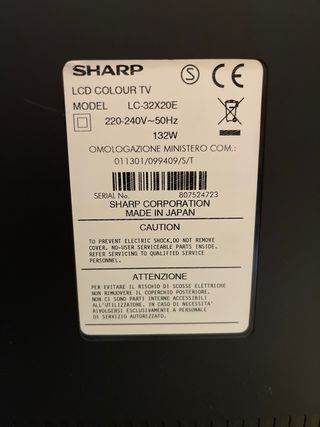 SHARP
S
CE
LCD COLOUR TV
MODEL LC-32X20E
220-240V~50Hz
132W
OMOLOGAZIONE MINISTERO COM.:
011301/099409/S/T
SERIAL No. 807524723
SHARP CORPORATION
MADE IN JAPAN
CAUTION
TO PREVENT ELECTRIC SHOCK,DO NOT REMOVE
COVER. NO-USER SERVICEABLE PARTS INSIDE.
REFER SERVICING TO QUALIFIED SERVICE
PERSONNEL.
ATTENZIONE
PER EVITARE IL RISCHIO DI SCOSSE ELETTRICHE
NON RIMUOVERE IL COPERCHIO POSTERIORE.
NON CI SONO PARTI INTERNE ACCESSIBILI
ALL'UTILIZZATORE. IN CASO DI NECESSITA'
RIVOLGERSI ESCLUSIVAMENTE A PERSONALE
DI SERVIZIO AUTORIZZATO.